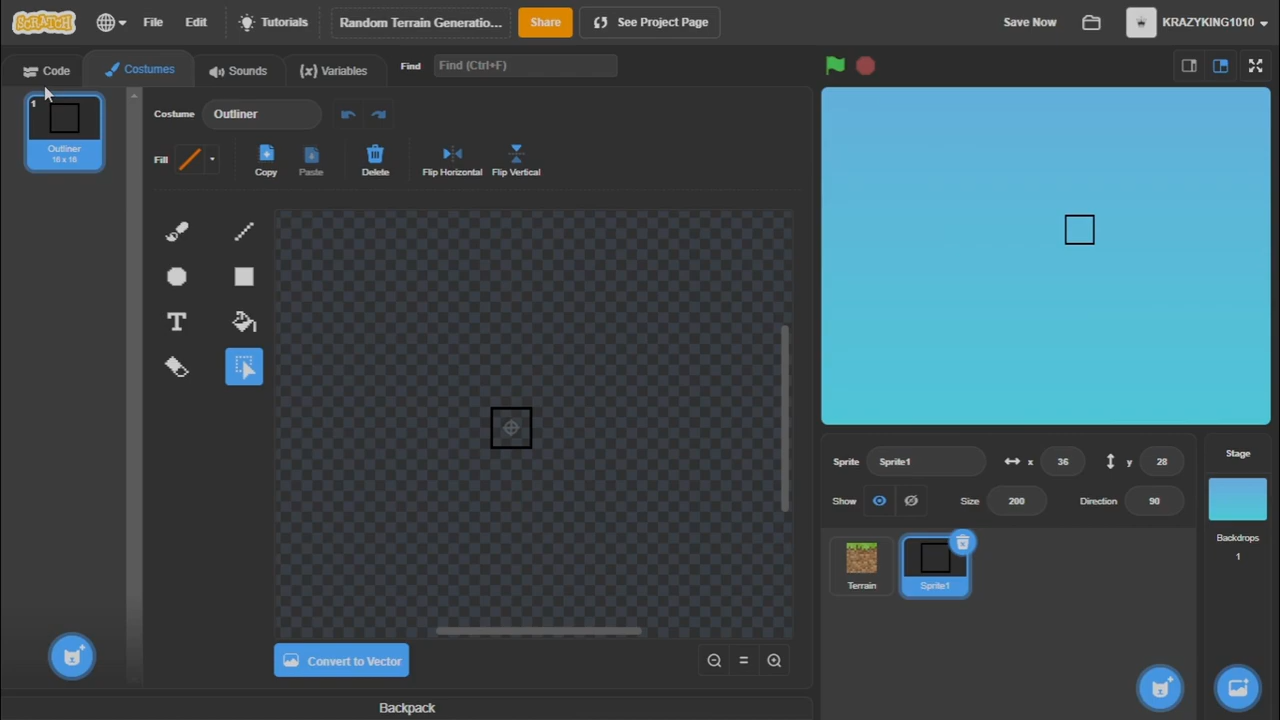 SCRATCH File Edit Tutorials Random Terrain Generatio... Share See Project Page Save Now KRAZYKING1010
Code Costumes Sounds (x) Variables Find Find (Ctrl+F)
1
Outliner
16 x 16
Costume Outliner
Fill Copy Paste Delete Flip Horizontal Flip Vertical
T
Convert to Vector
Backpack
Sprite Sprite1 x 36 y 28
Show Size 200 Direction 90
Terrain Sprite1
Stage
Backdrops
1